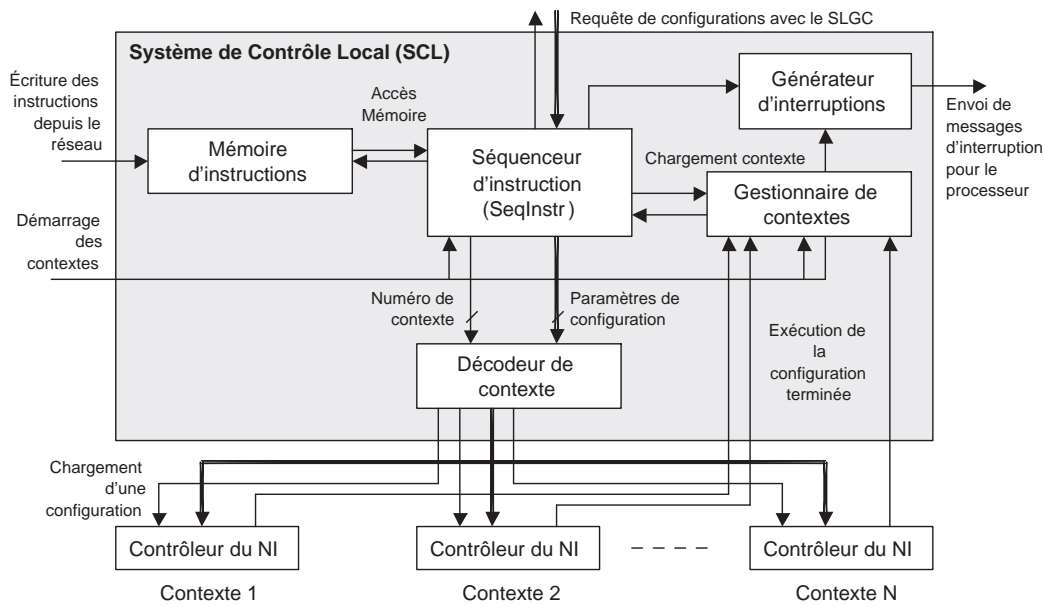 Requête de configurations avec le SLGC
Système de Contrôle Local (SCL)
Écriture des
instructions
depuis le
réseau
Accès
Mémoire
Générateur
d'interruptions
Envoi de
messages
d'interruption
pour le
processeur
Mémoire
d'instructions
Séquenceur
d'instruction
(SeqInstr)
Chargement contexte
Gestionnaire de
contextes
Démarrage
des
contextes
Numéro de
contexte
Paramètres de
configuration
Exécution de
la
configuration
terminée
Décodeur de
contexte
Chargement
d'une
configuration
Contrôleur du NI
Contrôleur du NI
Contrôleur du NI
Contexte 1
Contexte 2
Contexte N